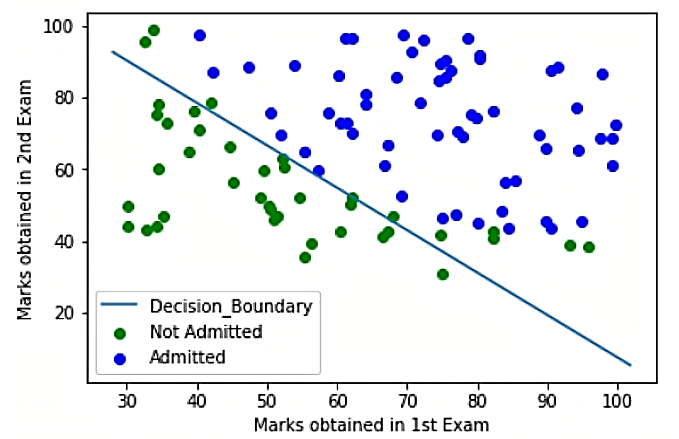 100
80
60
40
20
Marks obtained in 2nd Exam
Decision_Boundary
Not Admitted
Admitted
30 40 50 60 70 80 90 100
Marks obtained in 1st Exam